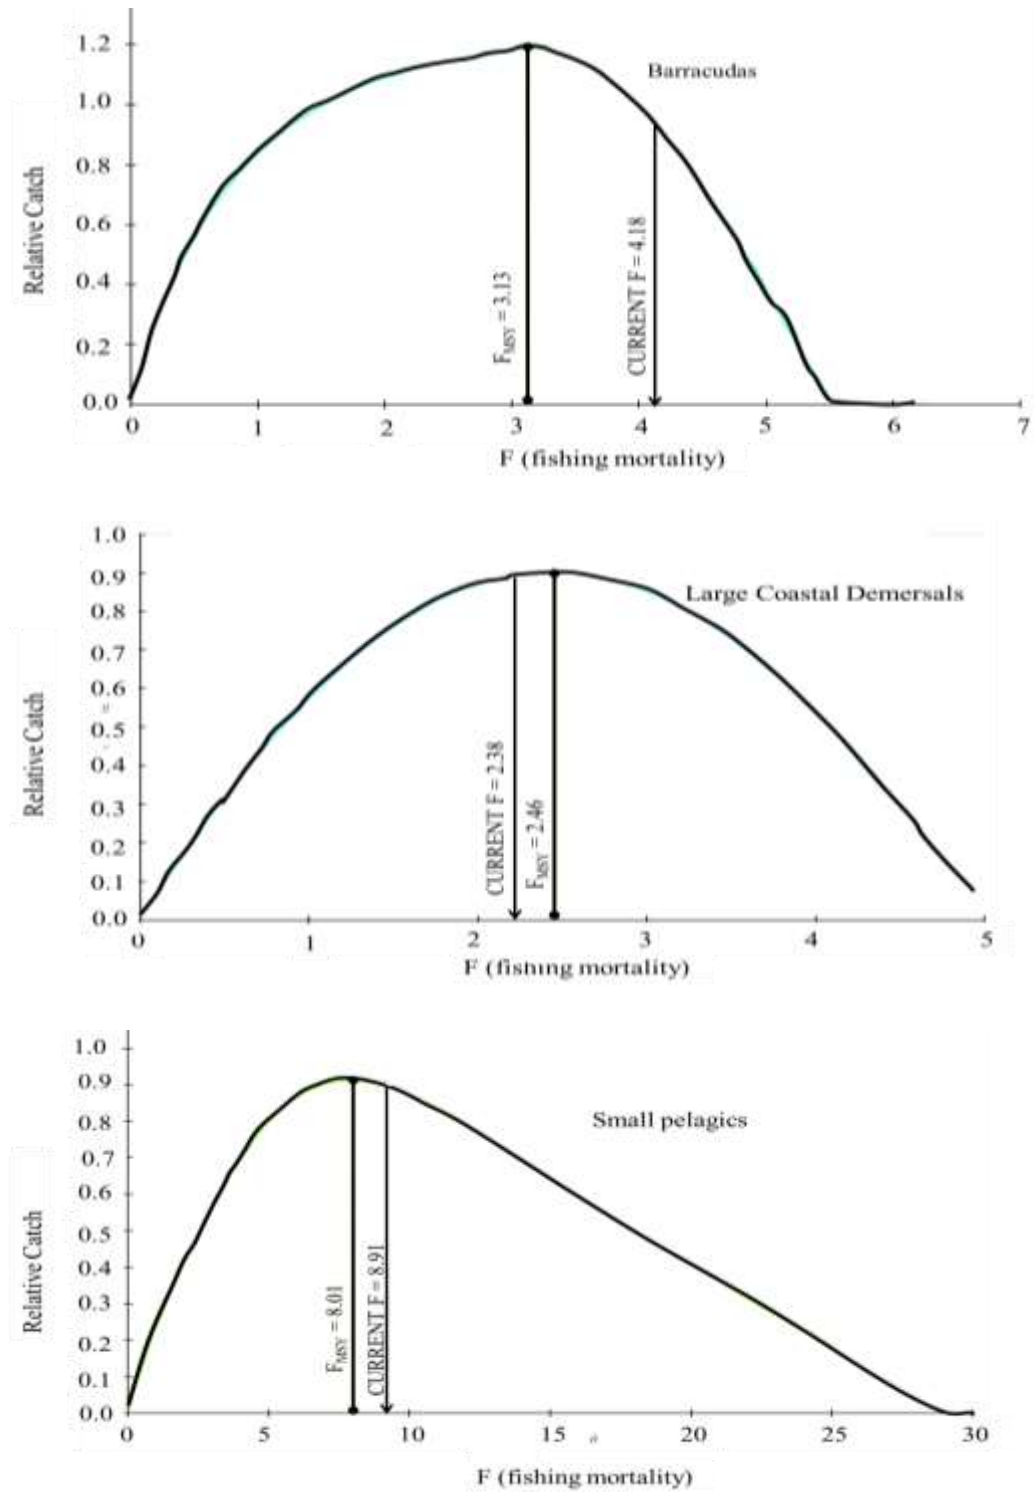 1.2
1.0
0.8
0.6
0.4
0.2
0.0
Relative Catch
Barracudas
F_MSY = 3.13
CURRENT F = 4.18
0 1 2 3 4 5 6 7
F (fishing mortality)
1.0
0.9
0.8
0.7
0.6
0.5
0.4
0.3
0.2
0.1
0.0
Relative Catch
Large Coastal Demersals
CURRENT F = 2.38
F_MSY = 2.46
0 1 2 3 4 5
F (fishing mortality)
1.0
0.9
0.8
0.7
0.6
0.5
0.4
0.3
0.2
0.1
0.0
Relative Catch
Small pelagics
F_MSY = 8.01
CURRENT F = 8.91
0 5 10 15 20 25 30
F (fishing mortality)